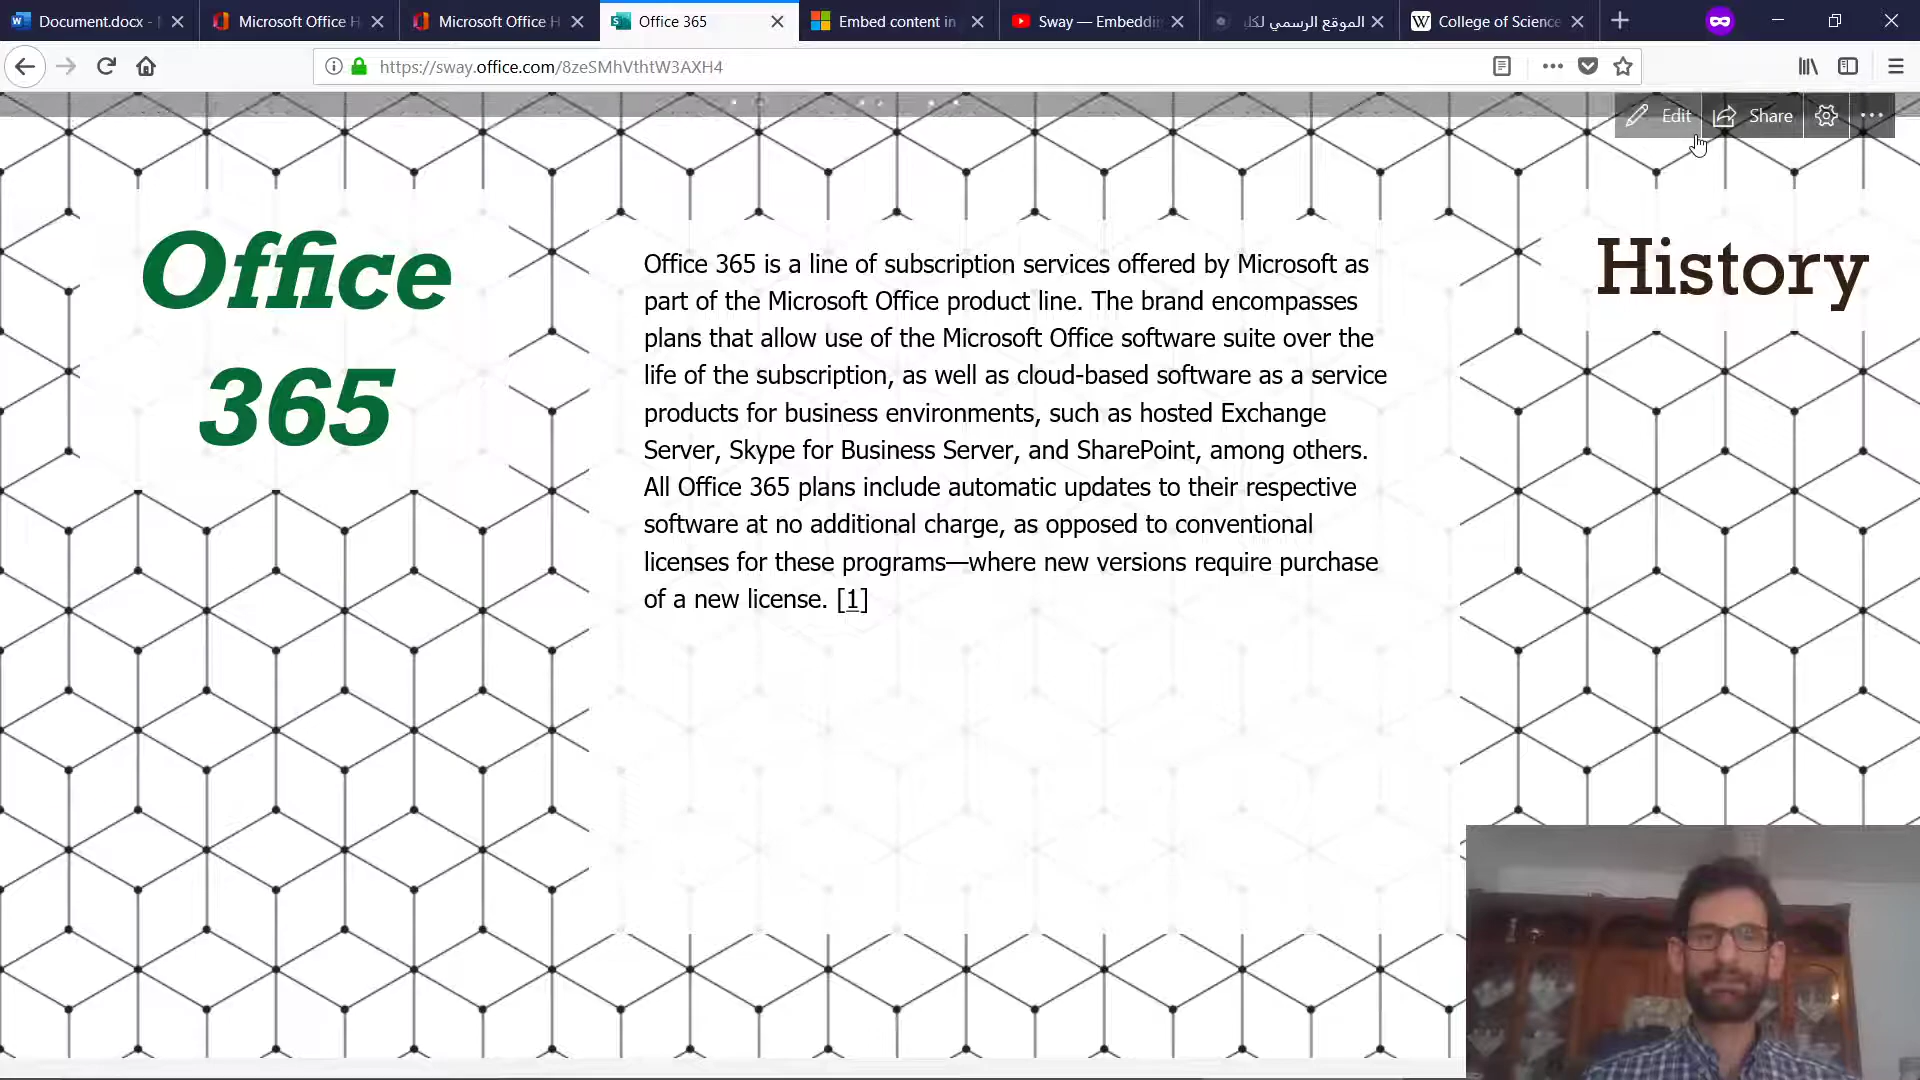 Document.docx -
Microsoft Office H
Microsoft Office H
Office 365
Embed content in
Sway — Embeddin
الموقع الرسمي لكلي
College of Science
https://sway.office.com/8zeSMhVthtW3AXH4
Edit
Share
Office
365
Office 365 is a line of subscription services offered by Microsoft as
part of the Microsoft Office product line. The brand encompasses
plans that allow use of the Microsoft Office software suite over the
life of the subscription, as well as cloud-based software as a service
products for business environments, such as hosted Exchange
Server, Skype for Business Server, and SharePoint, among others.
All Office 365 plans include automatic updates to their respective
software at no additional charge, as opposed to conventional
licenses for these programs—where new versions require purchase
of a new license. [1]
History